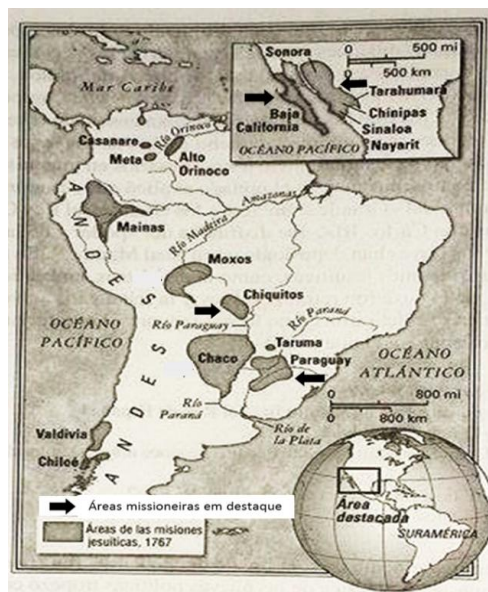 Mar Caribe
Sonora
0 500 mi
0 500 km
Tarahumara
Baja
California
Chínipas
Sinaloa
Nayarit
OCÉANO PACÍFICO
Río Orinoco
Casanare
Meta
Alto
Orinoco
ANDES
Mainas
Amazonas
Río Madeira
Moxos
Chiquitos
OCÉANO
PACÍFICO
Río Paraguay
Río Paraná
Taruma
Chaco
Paraguay
OCÉANO
ATLÁNTICO
ANDES
Río
Paraná
Río de
la Plata
0 800 mi
0 800 km
Valdivia
Chiloé
Áreas missioneiras em destaque
Áreas de las misiones
jesuíticas, 1767
Área
destacada
SURAMÉRICA